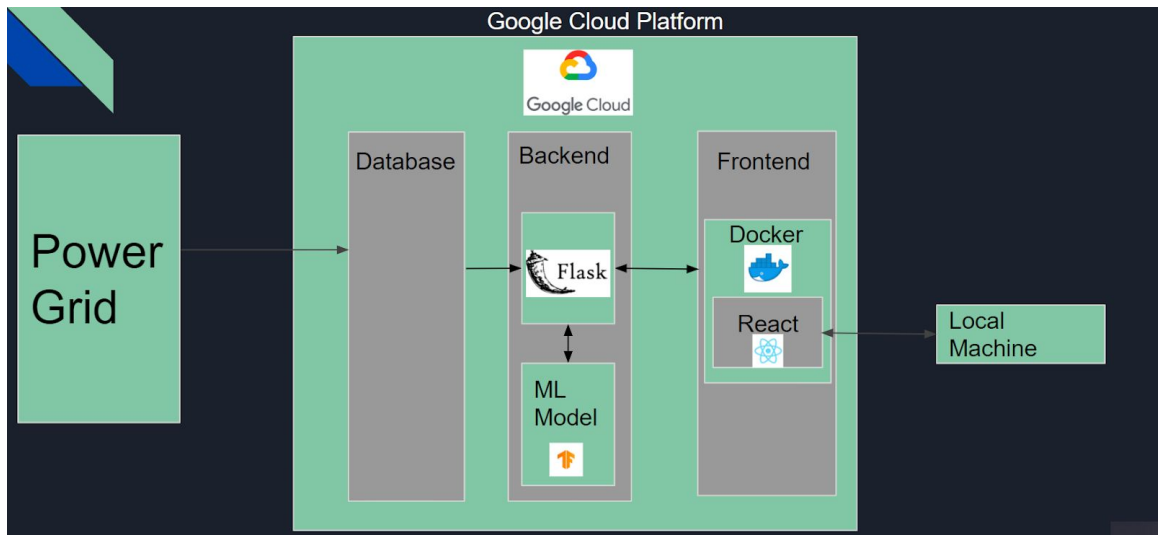 Google Cloud Platform
Google Cloud
Power
Grid
Database
Backend
Flask
ML
Model
Frontend
Docker
React
Local
Machine